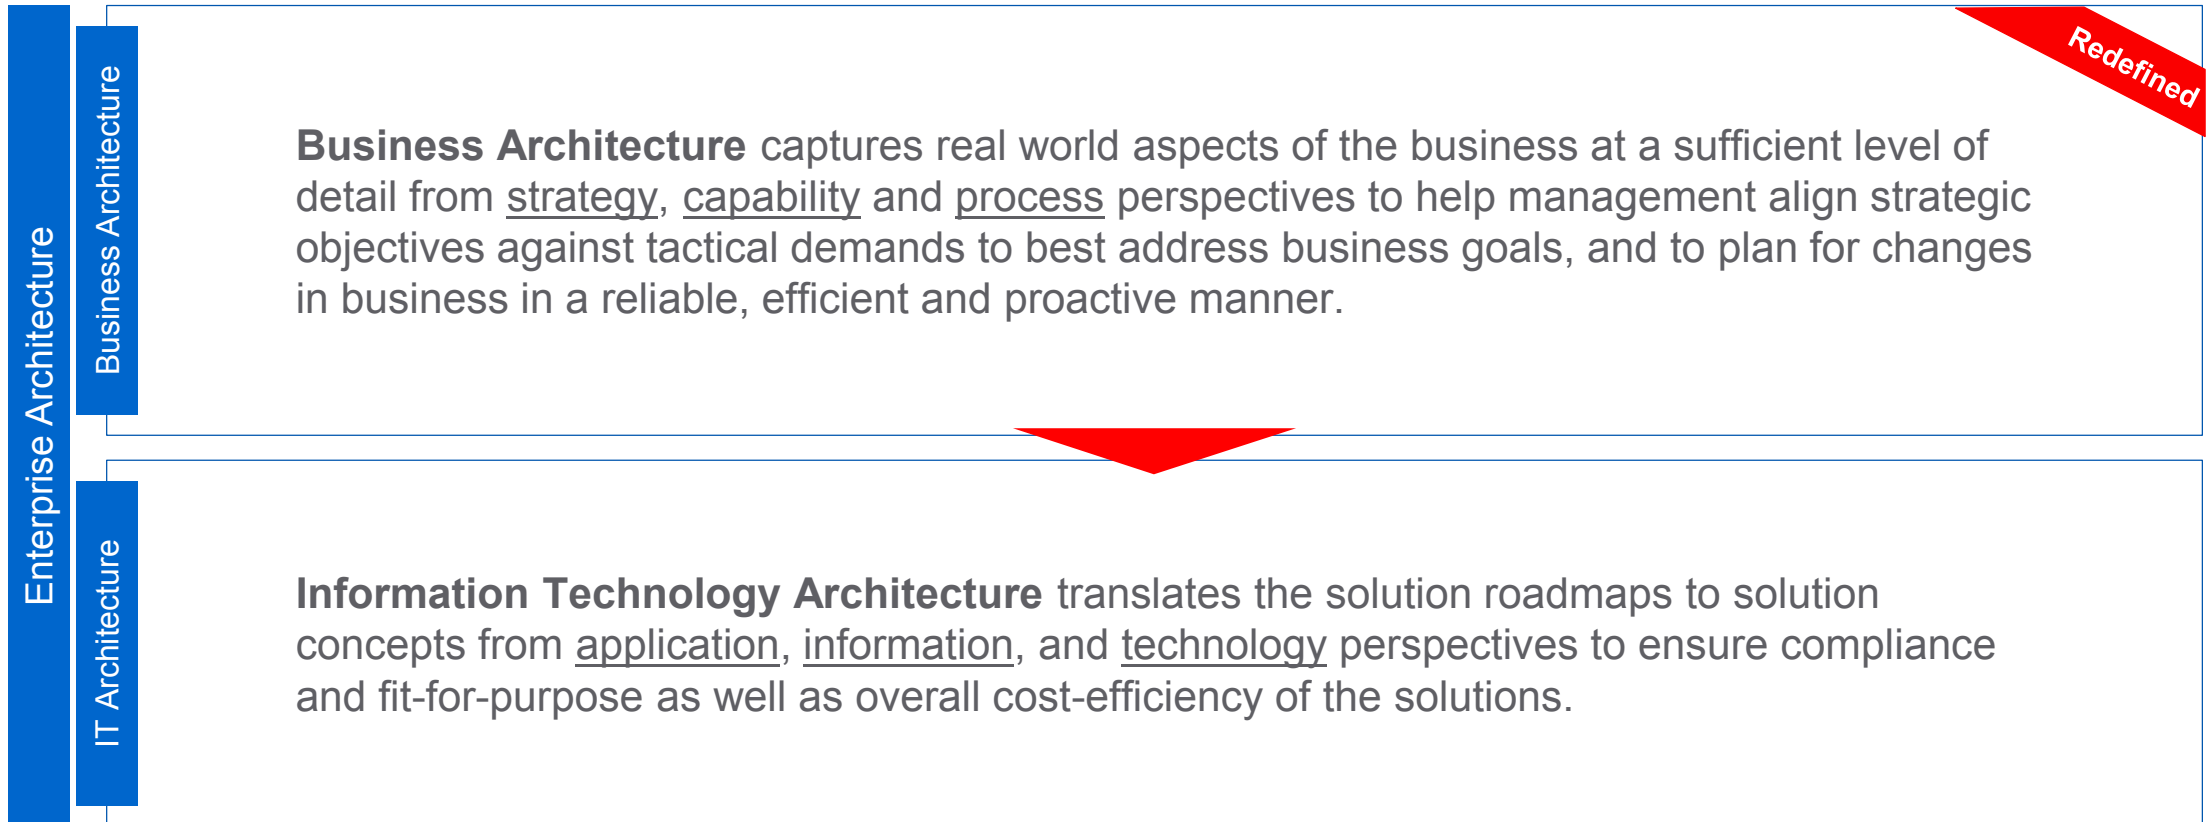 Enterprise Architecture
Business Architecture
Redefined
Business Architecture captures real world aspects of the business at a sufficient level of
detail from strategy, capability and process perspectives to help management align strategic
objectives against tactical demands to best address business goals, and to plan for changes
in business in a reliable, efficient and proactive manner.
IT Architecture
Information Technology Architecture translates the solution roadmaps to solution
concepts from application, information, and technology perspectives to ensure compliance
and fit-for-purpose as well as overall cost-efficiency of the solutions.